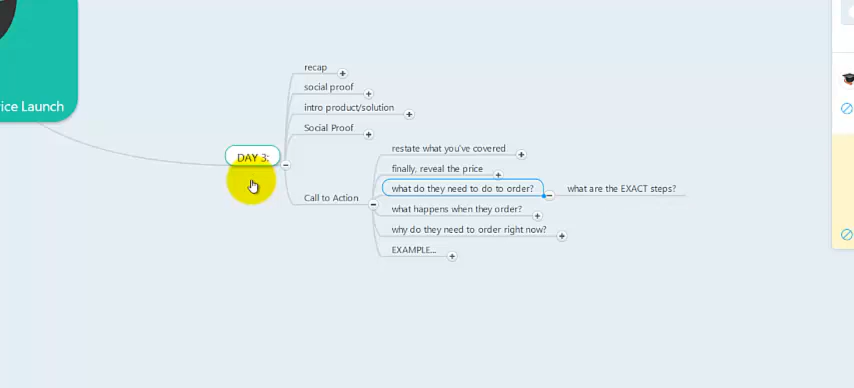 ice Launch
DAY 3:
recap
social proof
intro product/solution
Social Proof
Call to Action
restate what you've covered
finally, reveal the price
what do they need to do to order?
what are the EXACT steps?
what happens when they order?
why do they need to order right now?
EXAMPLE...